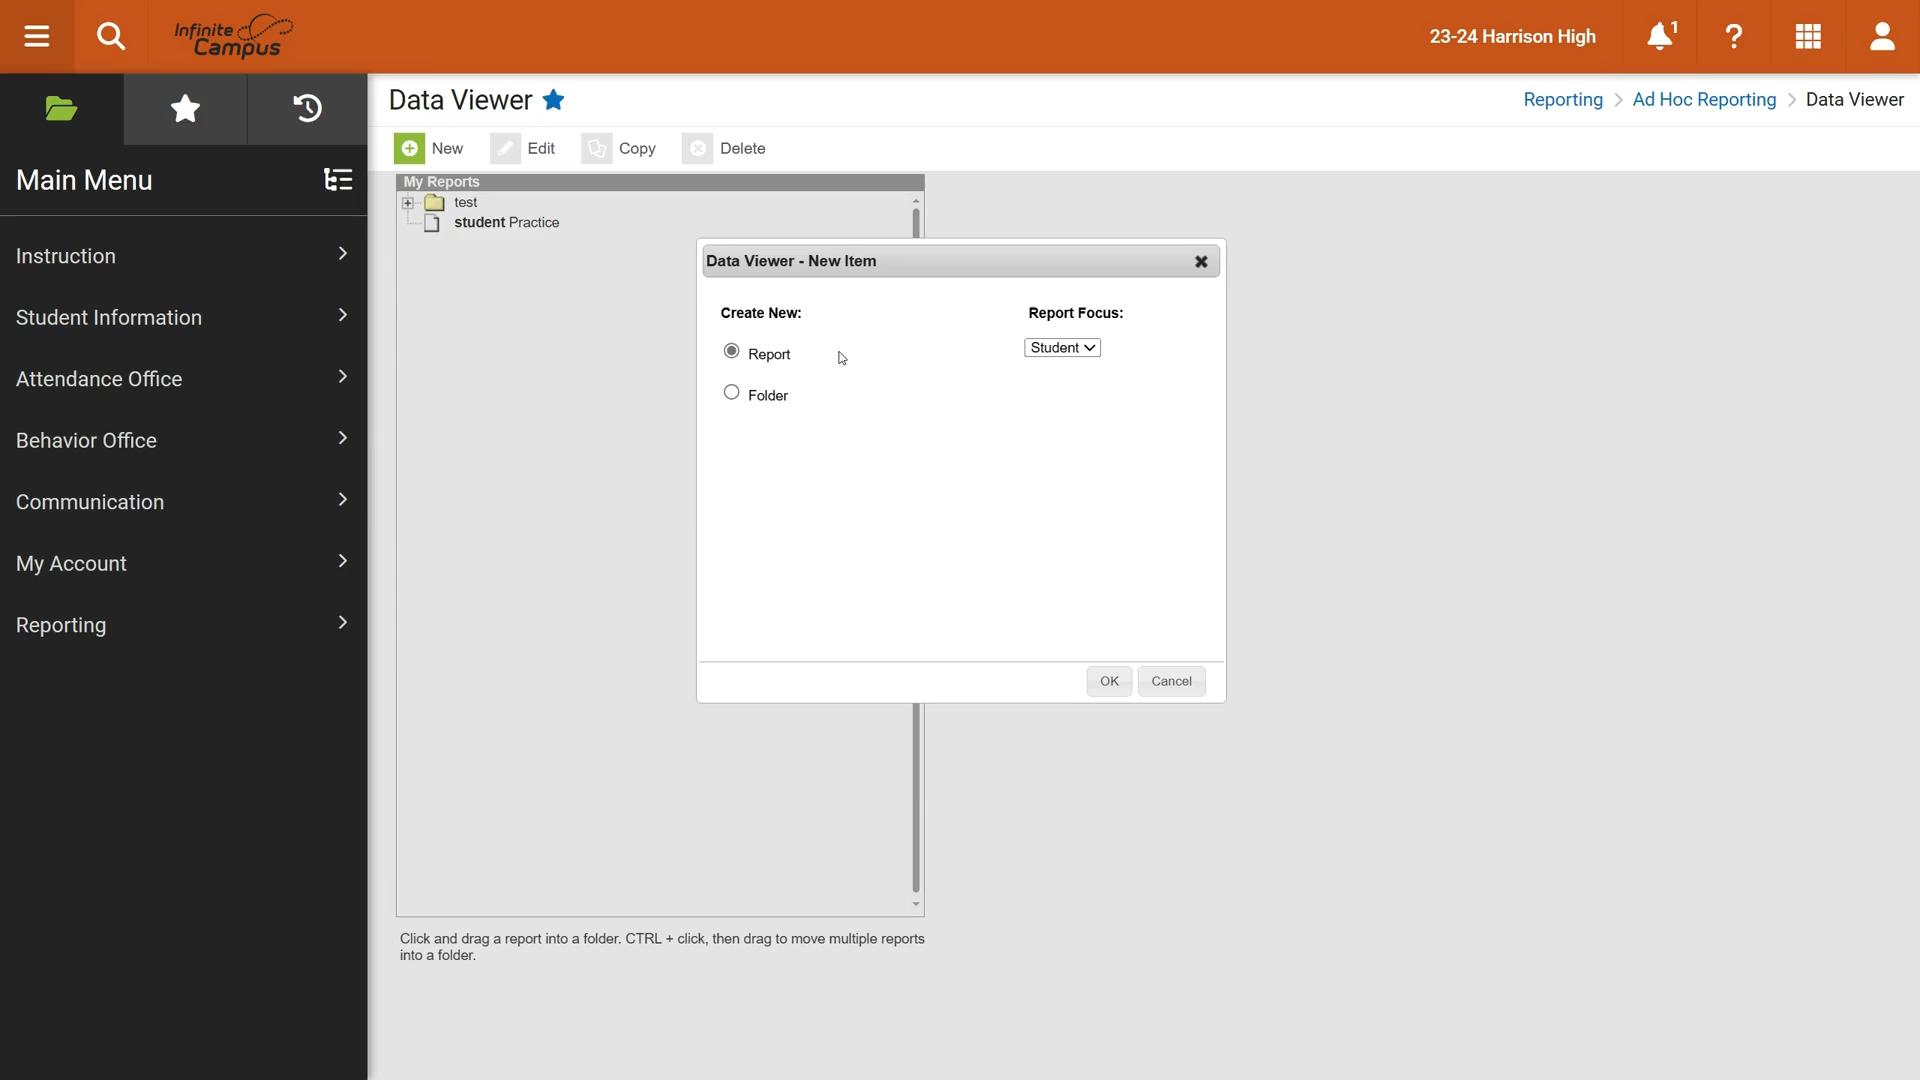 Infinite
Campus
23-24 Harrison High
1
Main Menu
Instruction
Student Information
Attendance Office
Behavior Office
Communication
My Account
Reporting
Data Viewer
Reporting > Ad Hoc Reporting > Data Viewer
New Edit Copy Delete
My Reports
test
student Practice
Data Viewer - New Item
Create New:
Report
Folder
Report Focus:
Student
OK Cancel
Click and drag a report into a folder. CTRL + click, then drag to move multiple reports
into a folder.